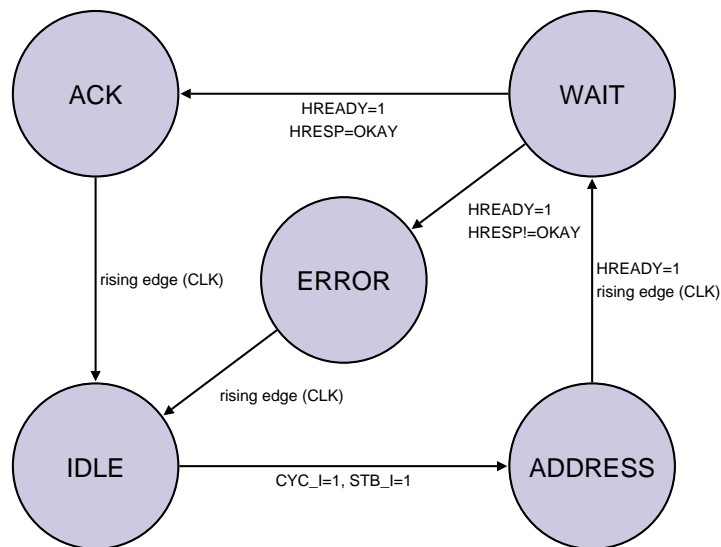 ACK
WAIT
HREADY=1
HRESP=OKAY
HREADY=1
HRESP!=OKAY
rising edge (CLK)
ERROR
HREADY=1
rising edge (CLK)
rising edge (CLK)
IDLE
ADDRESS
CYC_I=1, STB_I=1